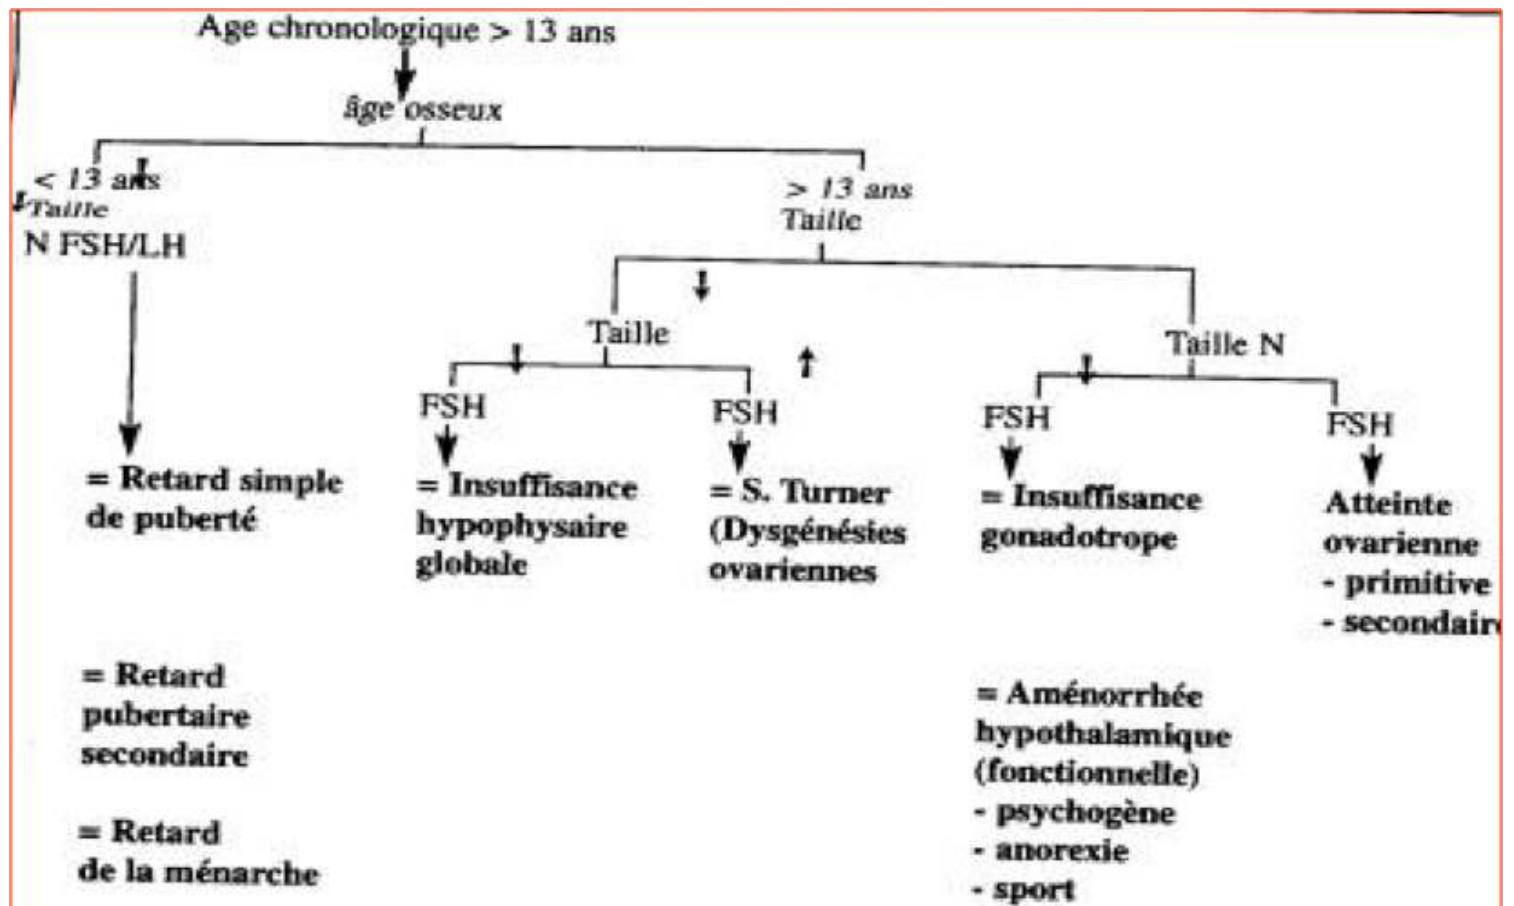 Age chronologique > 13 ans
âge osseux
< 13 ans
Taille
N FSH/LH
> 13 ans
Taille
Taille
Taille N
FSH
FSH
FSH
FSH
= Retard simple
de puberté
= Insuffisance
hypophysaire
globale
= S. Turner
(Dysgénésies
ovariennes
= Insuffisance
gonadotrope
Atteinte
ovarienne
- primitive
- secondair
= Retard
pubertaire
secondaire
= Retard
de la ménarche
= Aménorrhée
hypothalamique
(fonctionnelle)
- psychogène
- anorexie
- sport